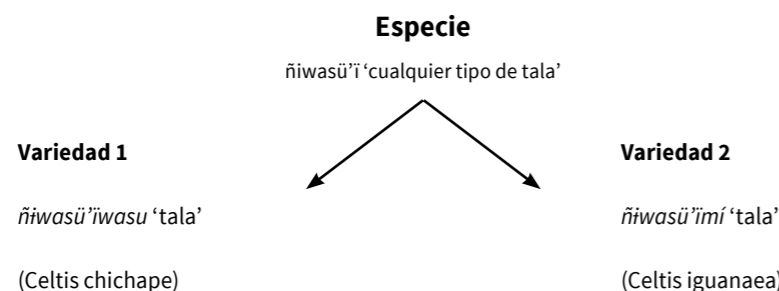 Especie
ñiwasü’ï ‘cualquier tipo de tala’
Variedad 1
Variedad 2
ñɨwasü’ïwasu ‘tala’
ñɨwasü’ïmí ‘tala’
(Celtis chichape)
(Celtis iguanaea)